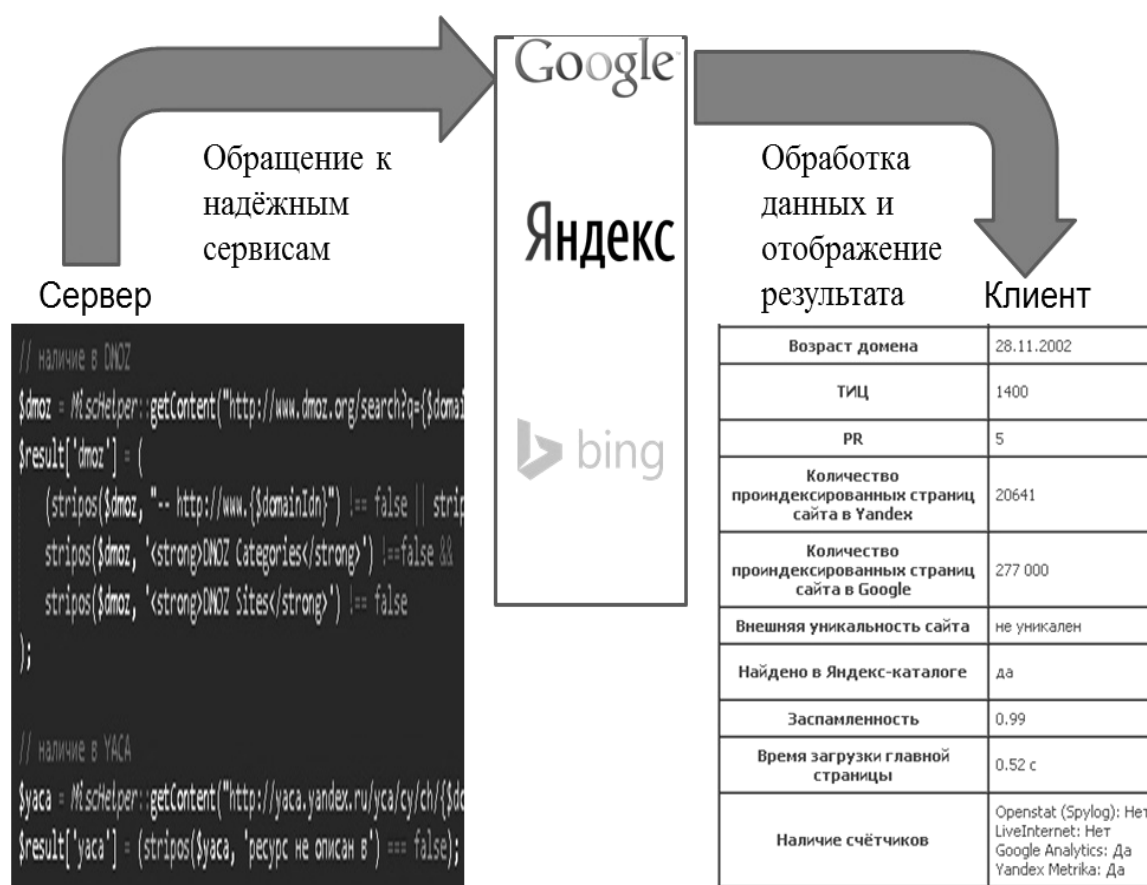 Google
Обращение к
надёжным
сервисам
Обработка
данных и
отображение
результата
Яндекс
bing
Сервер
Клиент
// наличие в DMOZ
$dmoz = MiscHelper::getContent("http://www.dmoz.org/search?q={$domai
$result['dmoz'] = (
(stripos($dmoz, "-- http://www.{$domainIdn}") !== false || strip
stripos($dmoz, '<strong>DMOZ Categories</strong>') !==false &&
stripos($dmoz, '<strong>DMOZ Sites</strong>') !== false
);
// наличие в YACA
$yaca = MiscHelper::getContent("http://yaca.yandex.ru/yca/cy/ch/{$do
$result['yaca'] = (stripos($yaca, 'ресурс не описан в') === false);
Возраст домена 28.11.2002
ТИЦ 1400
PR 5
Количество
проиндексированных страниц 20641
сайта в Yandex
Количество
проиндексированных страниц 277 000
сайта в Google
Внешняя уникальность сайта не уникален
Найдено в Яндекс-каталоге да
Заспамленность 0.99
Время загрузки главной
страницы 0.52 с
Наличие счётчиков
Openstat (Spylog): Нет
LiveInternet: Нет
Google Analytics: Да
Yandex Metrika: Да